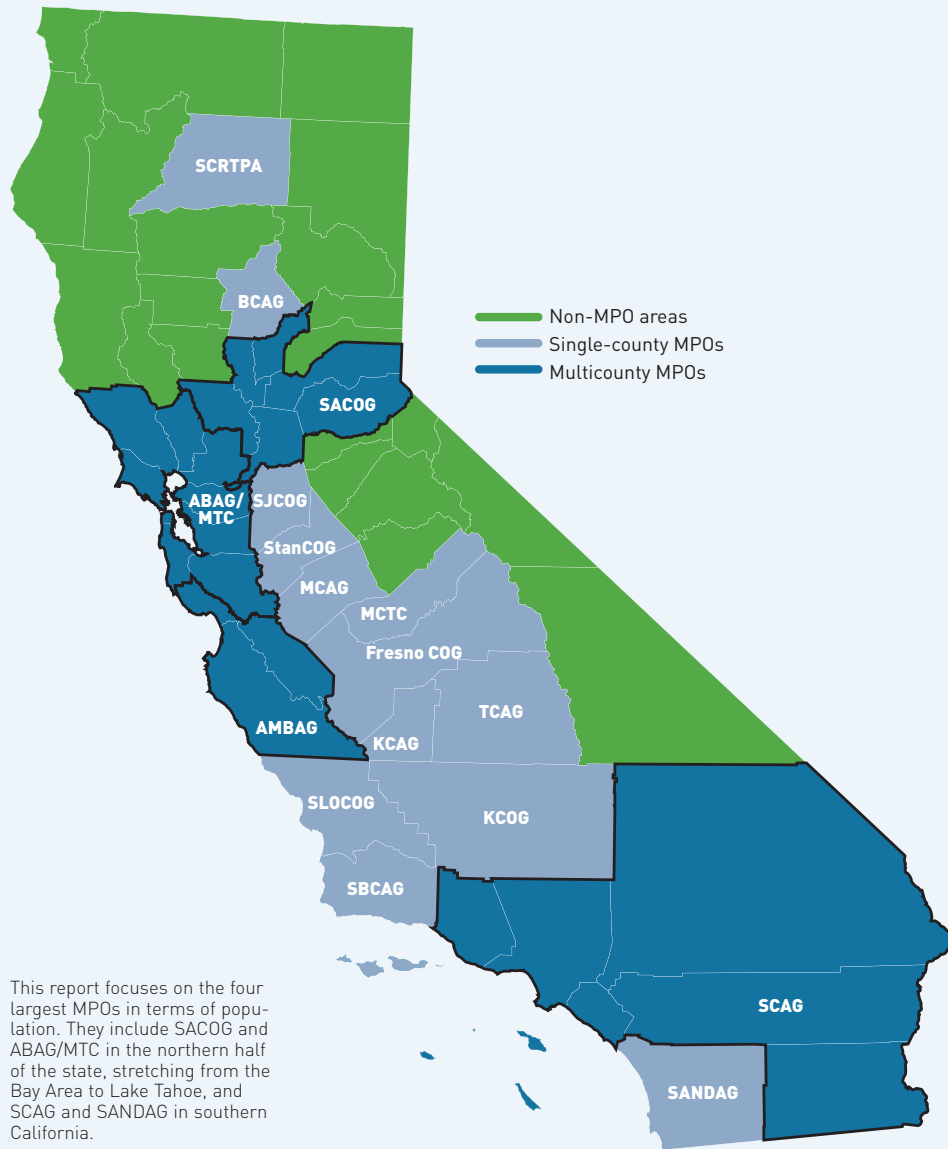 SCRTPA
BCAG
Non-MPO areas
Single-county MPOs
Multicounty MPOs
SACOG
ABAG/
MTC
SJCOG
StanCOG
MCAG
MCTC
Fresno COG
TCAG
AMBAG
KCAG
SLOCOG
KCOG
SBCAG
SCAG
SANDAG
This report focuses on the four
largest MPOs in terms of popu-
lation. They include SACOG and
ABAG/MTC in the northern half
of the state, stretching from the
Bay Area to Lake Tahoe, and
SCAG and SANDAG in southern
California.